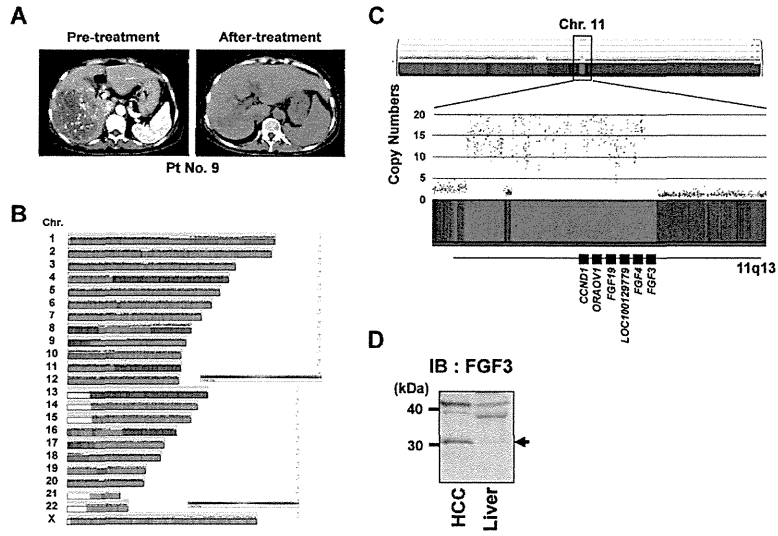 A
Pre-treatment
After-treatment
Pt No. 9
B
Chr.
1
2
3
4
5
6
7
8
9
10
11
12
13
14
15
16
17
18
19
20
21
22
X
C
Chr. 11
Copy Numbers
20
15
10
5
0
11q13
CCND1
ORAOV1
FGF19
LOC100129779
FGF4
FGF3
D
IB : FGF3
(kDa)
40
30
HCC
Liver